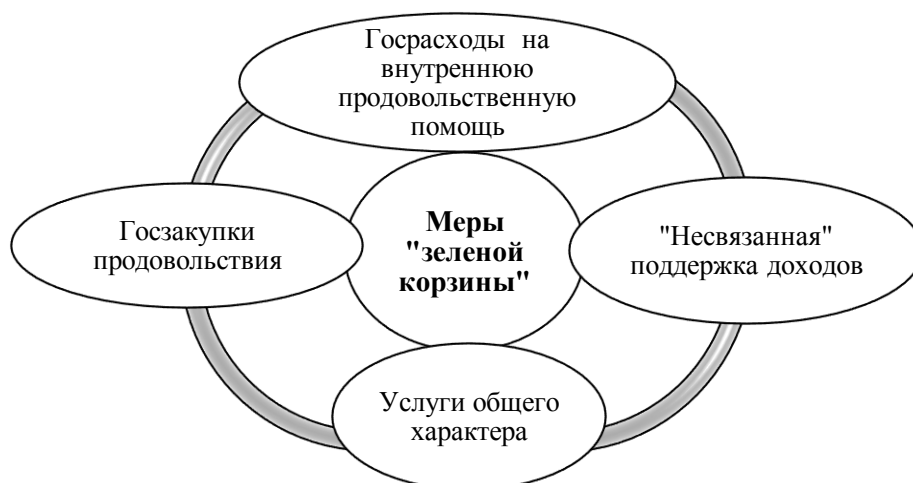 Госрасходы на
внутреннюю
продовольственную
помощь
Госзакупки
продовольствия
Меры
"зеленой
корзины"
"Несвязанная"
поддержка доходов
Услуги общего
характера